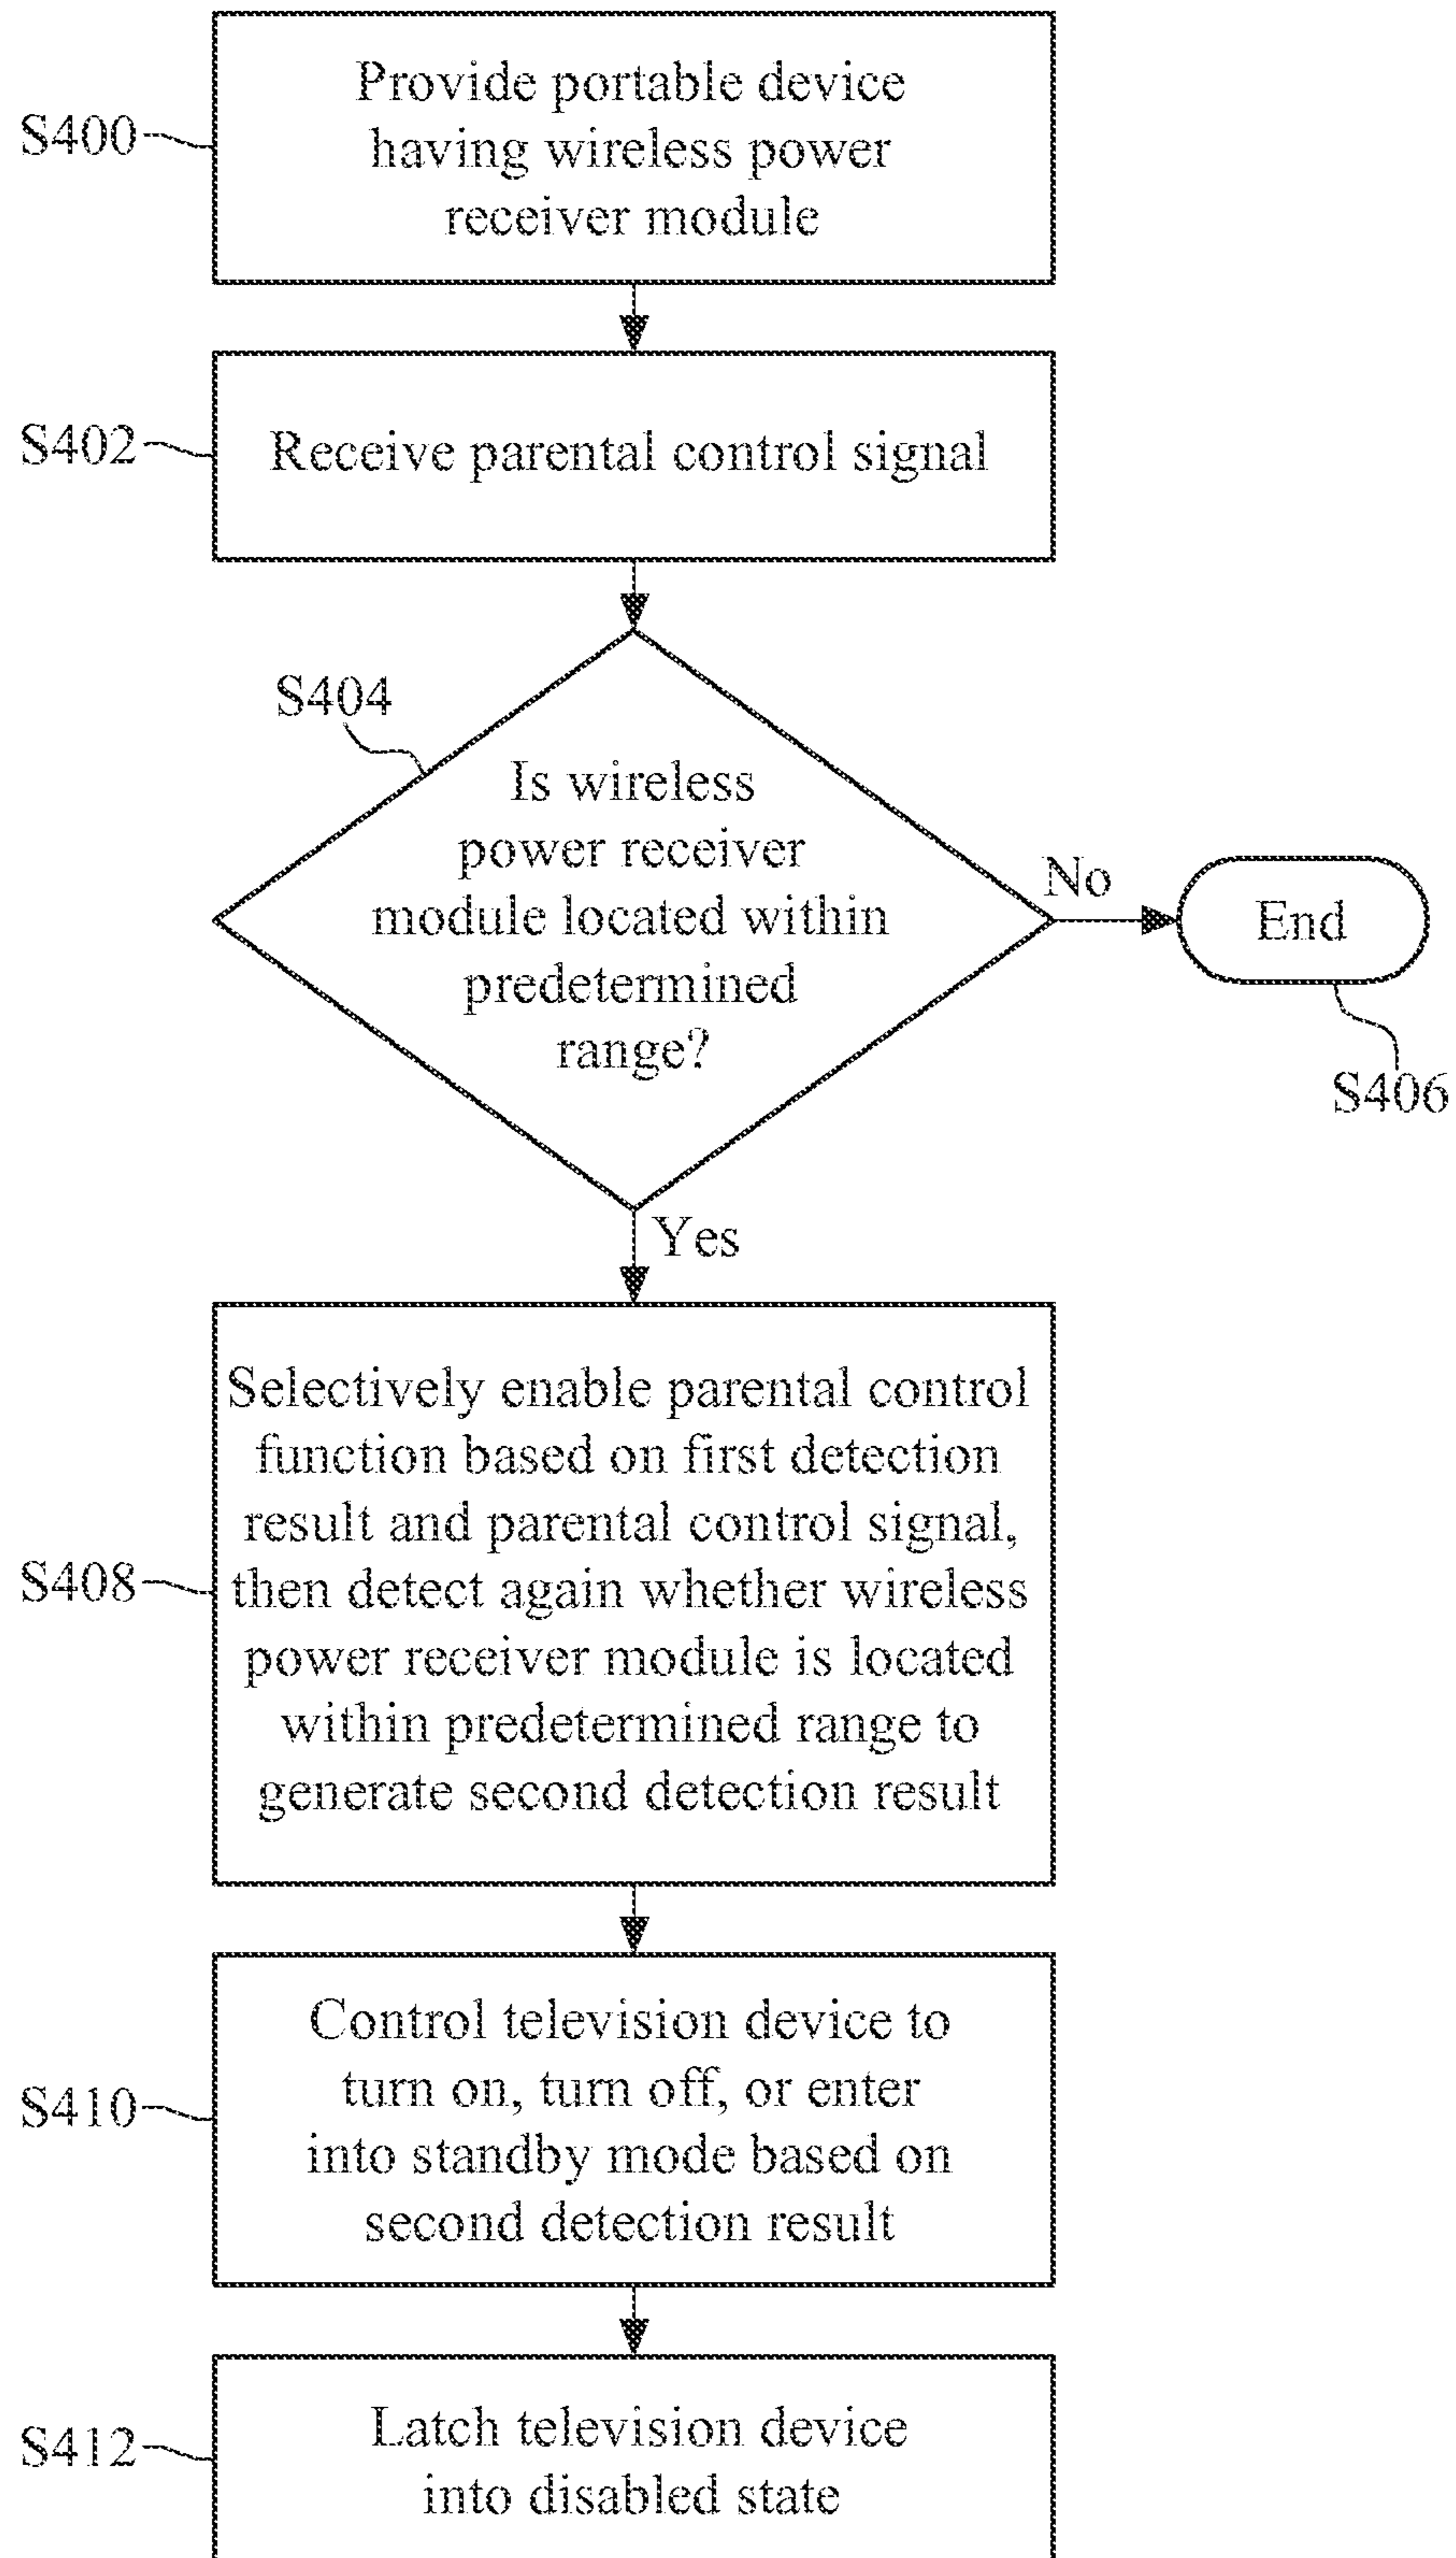 S400
Provide portable device
having wireless power
receiver module
S402
Receive parental control signal
S404
Is wireless
power receiver
module located within
predetermined
range?
No
End
S406
Yes
S408
Selectively enable parental control
function based on first detection
result and parental control signal,
then detect again whether wireless
power receiver module is located
within predetermined range to
generate second detection result
S410
Control television device to
turn on, turn off, or enter
into standby mode based on
second detection result
S412
Latch television device
into disabled state